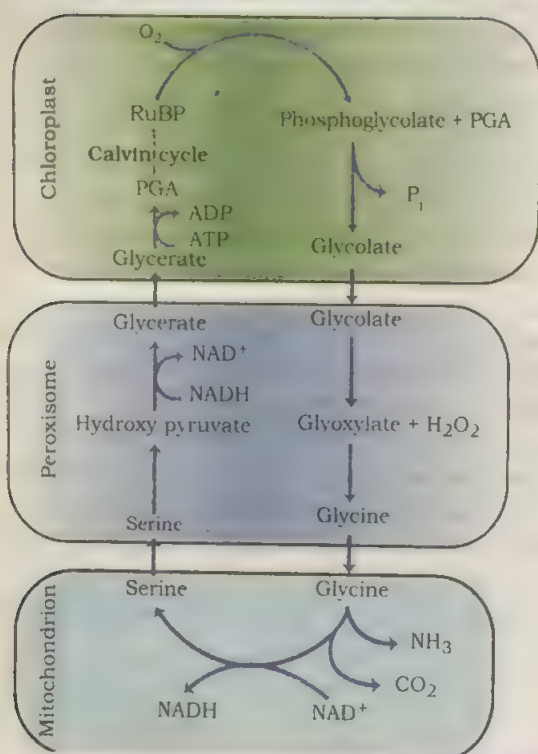 O₂
Chloroplast
RuBP
Phosphoglycolate + PGA
Calvin cycle
PGA
Pᵢ
ADP
ATP
Glycerate
Glycolate
Peroxisome
Glycerate
Glycolate
NAD⁺
NADH
Hydroxy pyruvate
Glyoxylate + H₂O₂
Serine
Glycine
Mitochondrion
Serine
Glycine
NH₃
CO₂
NADH
NAD⁺